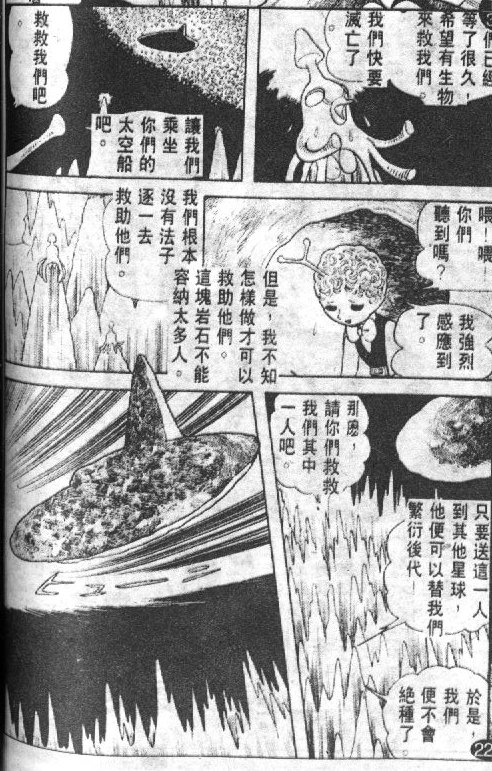 們已經
等了很久，
希望有生物
來救我們。
我們快要
滅亡了。
讓我們
乘坐
你們的
太空船
吧。
救救我們吧。
喂！喂！
你們
聽到嗎？
我強烈
感應到
了。
但是，我不知
怎樣做才可以
救助他們。
這塊岩石不能
容納太多人。
我們根本
沒有法子
逐一去
救助他們。
那麽，
請你們救救
我們其中
一人吧。
只要送這一人
到其他星球，
他便可以替我們
繁衍後代！
於是，
我們
便不會
絕種了。
ヒューン